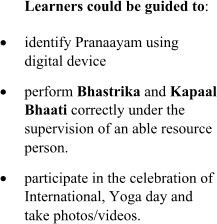 Learners could be guided to:
• identify Pranaayam using
digital device
• perform Bhastrika and Kapaal
Bhaati correctly under the
supervision of an able resource
person.
• participate in the celebration of
International, Yoga day and
take photos/videos.